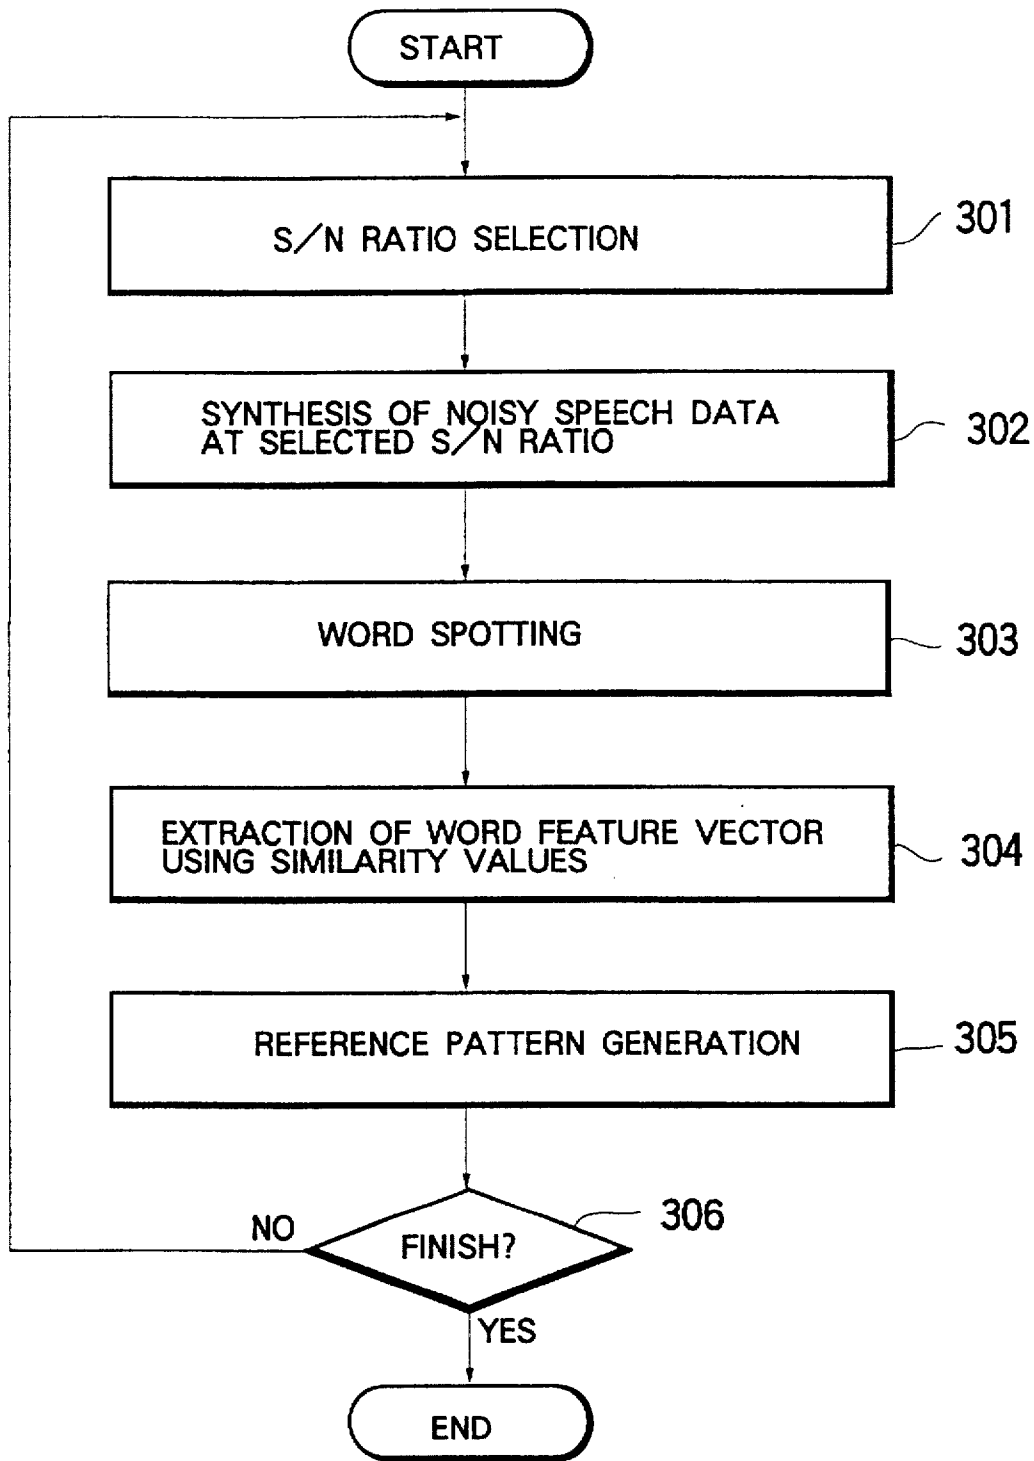 START
S/N RATIO SELECTION
301
SYNTHESIS OF NOISY SPEECH DATA
AT SELECTED S/N RATIO
302
WORD SPOTTING
303
EXTRACTION OF WORD FEATURE VECTOR
USING SIMILARITY VALUES
304
REFERENCE PATTERN GENERATION
305
306
NO
FINISH?
YES
END